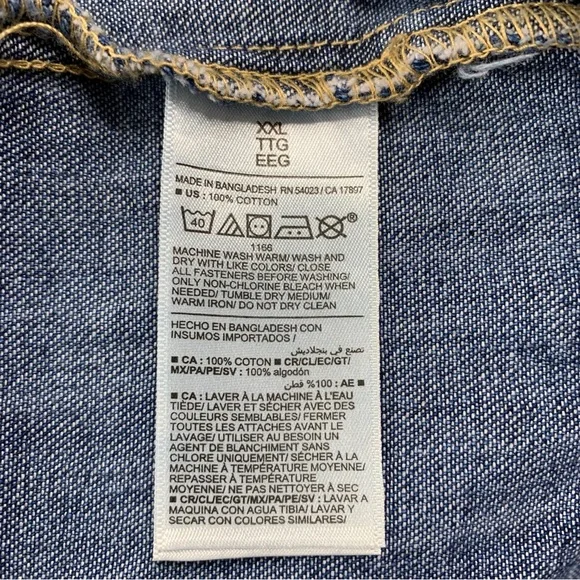 XXL
TTG
EEG
MADE IN BANGLADESH RN 54023 / CA 17897
■ US : 100% COTTON
40
®
1166
MACHINE WASH WARM/ WASH AND
DRY WITH LIKE COLORS/ CLOSE
ALL FASTENERS BEFORE WASHING/
ONLY NON-CHLORINE BLEACH WHEN
NEEDED/ TUMBLE DRY MEDIUM/
WARM IRON/ DO NOT DRY CLEAN
HECHO EN BANGLADESH CON
INSUMOS IMPORTADOS /
تصنع في بنجلاديش
■ CA : 100% COTON ■ CR/CL/EC/GT/
MX/PA/PE/SV : 100% algodón
■ AE : 100% قطن
■ CA : LAVER À LA MACHINE À L'EAU
TIÈDE/ LAVER ET SÉCHER AVEC DES
COULEURS SEMBLABLES/ FERMER
TOUTES LES ATTACHES AVANT LE
LAVAGE/ UTILISER AU BESOIN UN
AGENT DE BLANCHIMENT SANS
CHLORE UNIQUEMENT/ SÉCHER À LA
MACHINE À TEMPÉRATURE MOYENNE/
REPASSER À TEMPÉRATURE
MOYENNE/ NE PAS NETTOYER À SEC
■ CR/CL/EC/GT/MX/PA/PE/SV: LAVAR A
MAQUINA CON AGUA TIBIA/ LAVAR Y
SECAR CON COLORES SIMILARES/